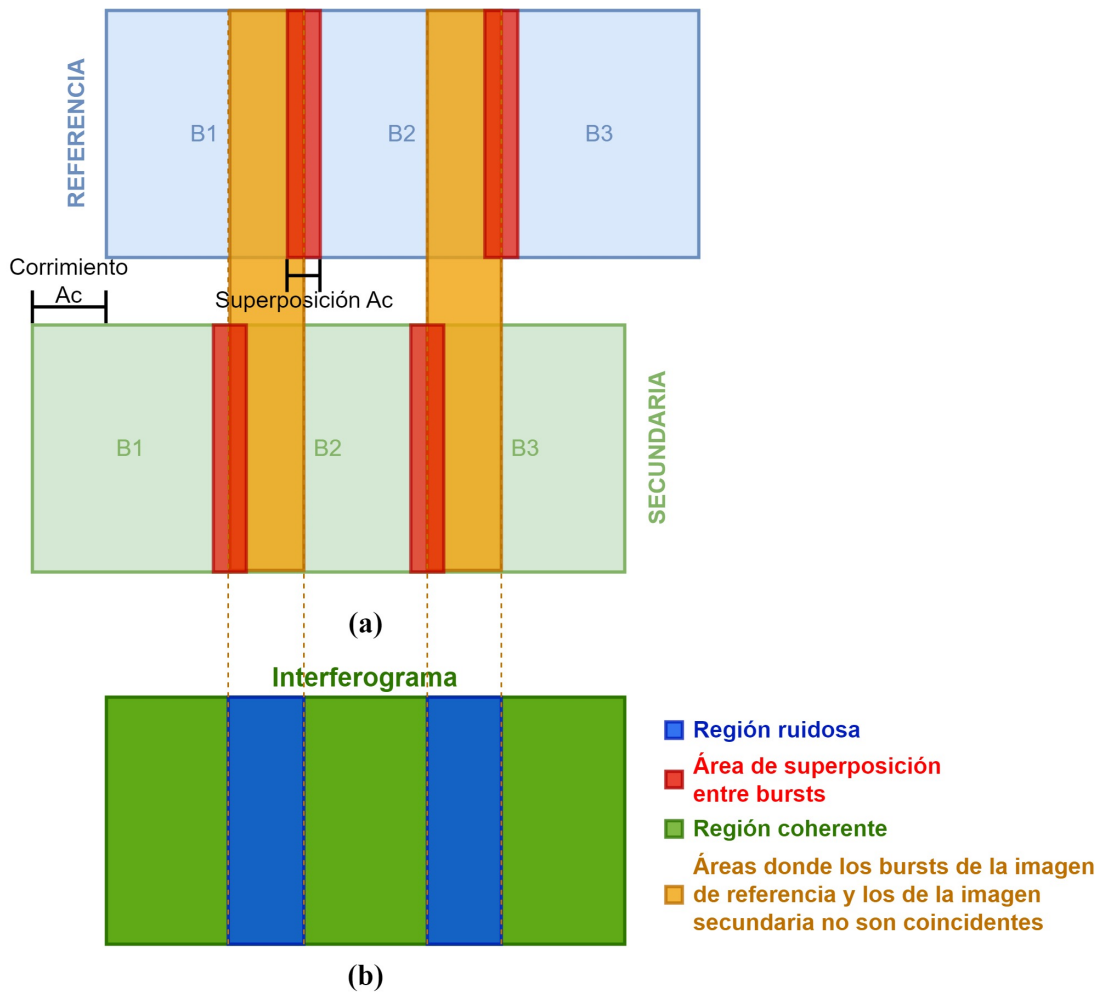 REFERENCIA
B1
B2
B3
Corrimiento
Ac
Superposición Ac
B1
B2
B3
SECUNDARIA
(a)
Interferograma
Región ruidosa
Área de superposición
entre bursts
Región coherente
Áreas donde los bursts de la imagen
de referencia y los de la imagen
secundaria no son coincidentes
(b)